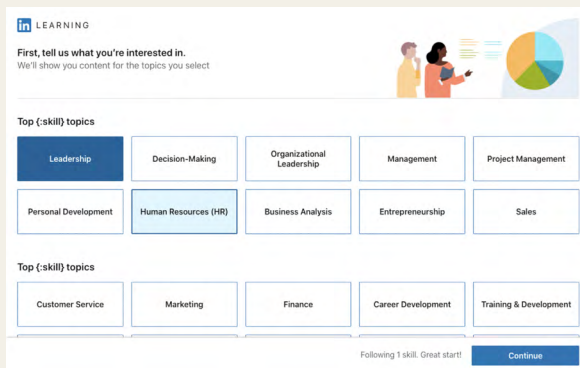 in LEARNING
First, tell us what you're interested in.
We'll show you content for the topics you select
Top {:skill} topics
Leadership
Decision-Making
Organizational
Leadership
Management
Project Management
Personal Development
Human Resources (HR)
Business Analysis
Entrepreneurship
Sales
Top {:skill} topics
Customer Service
Marketing
Finance
Career Development
Training & Development
Following 1 skill. Great start!
Continue